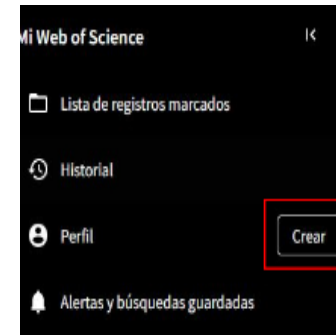 Mi Web of Science
Lista de registros marcados
Historial
Perfil
Crear
Alertas y búsquedas guardadas